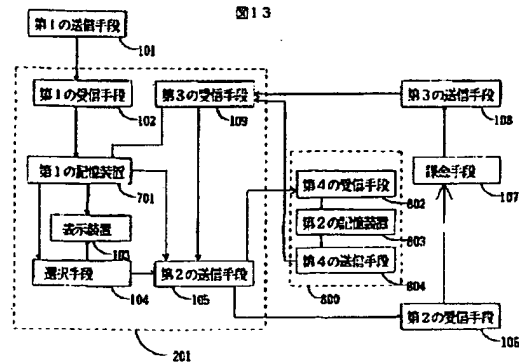 図13
第1の送信手段
101
第1の受信手段
102
第3の受信手段
109
第3の送信手段
108
第1の記憶装置
701
第4の受信手段
802
課金手段
107
表示装置
103
第2の記憶装置
803
選択手段
104
第2の送信手段
105
第4の送信手段
804
800
第2の受信手段
106
201